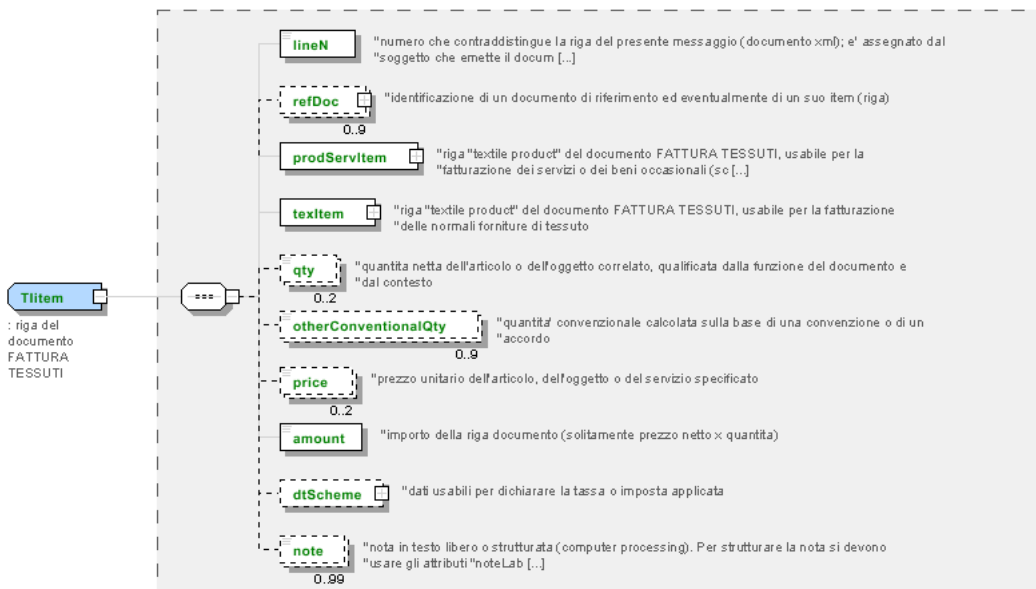 lineN
"numero che contraddistingue la riga del presente messaggio (documento xml); e' assegnato dal
"soggetto che emette il docum [...]
refDoc
"identificazione di un documento di riferimento ed eventualmente di un suo item (riga)
0..9
prodServItem
"riga "textile product" del documento FATTURA TESSUTI, usabile per la
"fatturazione dei servizi o dei beni occasionali (sc [...]
texItem
"riga "textile product" del documento FATTURA TESSUTI, usabile per la fatturazione
"delle normali forniture di tessuto
qty
"quantita netta dell'articolo o dell'oggetto correlato, qualificata dalla funzione del documento e
"dal contesto
0..2
TIitem
: riga del
documento
FATTURA
TESSUTI
otherConventionalQty
"quantita' convenzionale calcolata sulla base di una convenzione o di un
"accordo
0..9
price
"prezzo unitario dell'articolo, dell'oggetto o del servizio specificato
0..2
amount
"importo della riga documento (solitamente prezzo netto x quantita)
dtScheme
"dati usabili per dichiarare la tassa o imposta applicata
note
"nota in testo libero o strutturata (computer processing). Per strutturare la nota si devono
"usare gli attributi "noteLab [...]
0..99